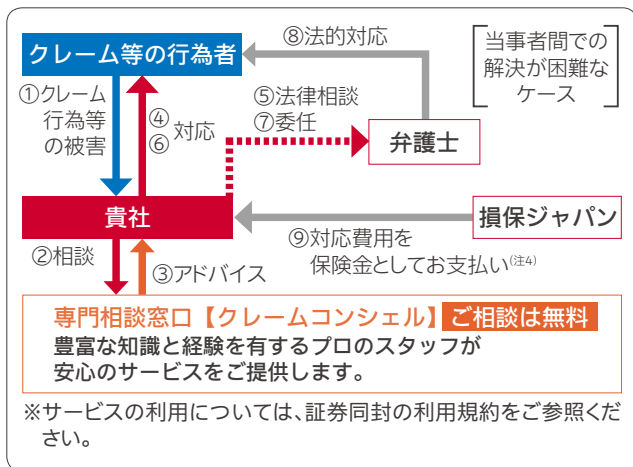 ⑧法的対応
当事者間での
解決が困難な
ケース
クレーム等の行為者
①クレーム
行為等
の被害
④
⑥
対応
⑤法律相談
⑦委任
弁護士
貴社
損保ジャパン
②相談
③アドバイス
⑨対応費用を
保険金としてお支払い(注4)
専門相談窓口【クレームコンシェル】 ご相談は無料
豊富な知識と経験を有するプロのスタッフが
安心のサービスをご提供します。
※サービスの利用については、証券同封の利用規約をご参照くだ
さい。